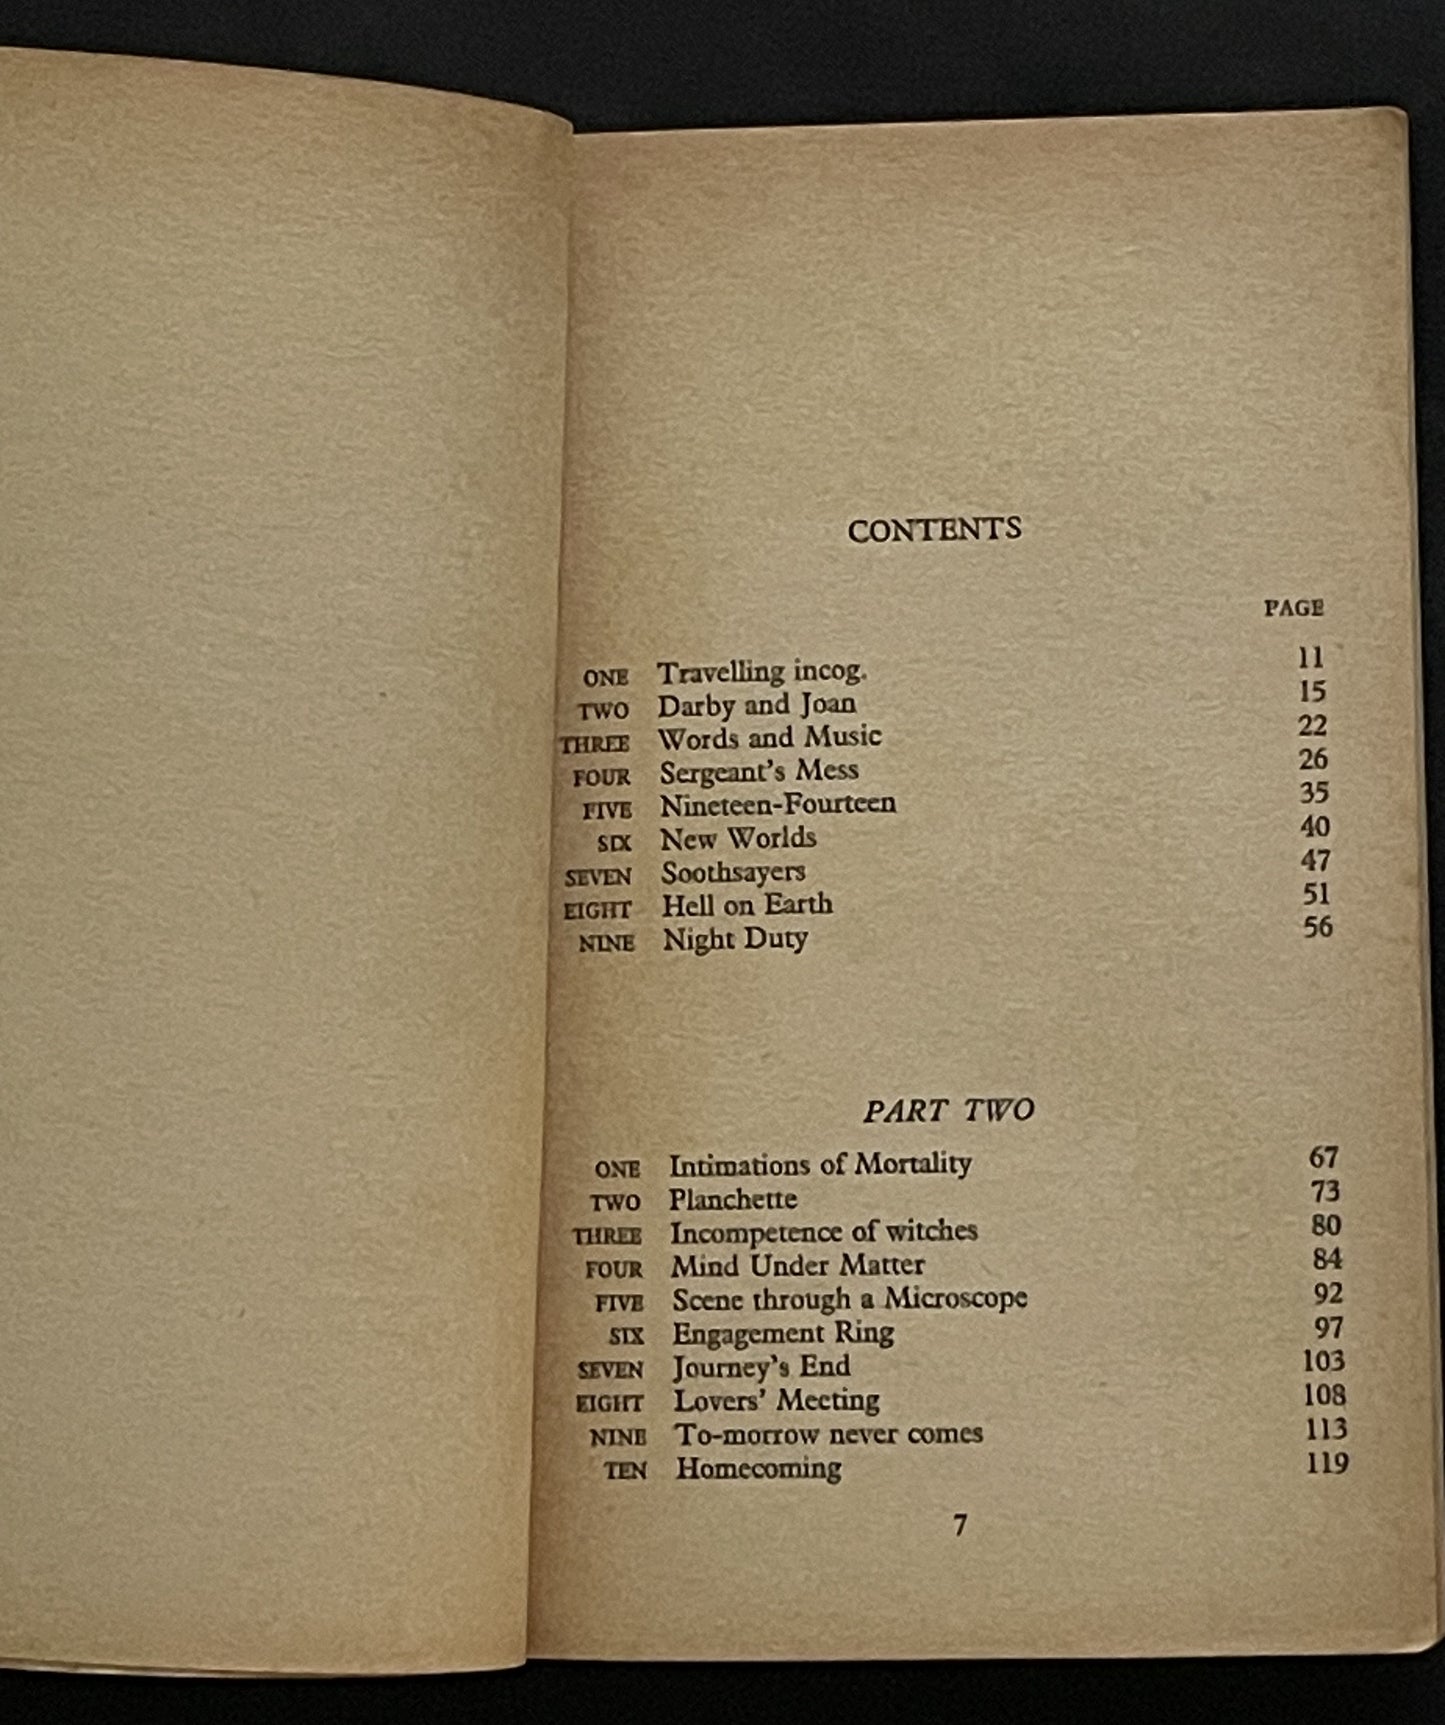 CONTENTS
PAGE
ONE Travelling incog. 11
TWO Darby and Joan 15
THREE Words and Music 22
FOUR Sergeant's Mess 26
FIVE Nineteen-Fourteen 35
SIX New Worlds 40
SEVEN Soothsayers 47
EIGHT Hell on Earth 51
NINE Night Duty 56
PART TWO
ONE Intimations of Mortality 67
TWO Planchette 73
THREE Incompetence of witches 80
FOUR Mind Under Matter 84
FIVE Scene through a Microscope 92
SIX Engagement Ring 97
SEVEN Journey's End 103
EIGHT Lovers' Meeting 108
NINE To-morrow never comes 113
TEN Homecoming 119
7